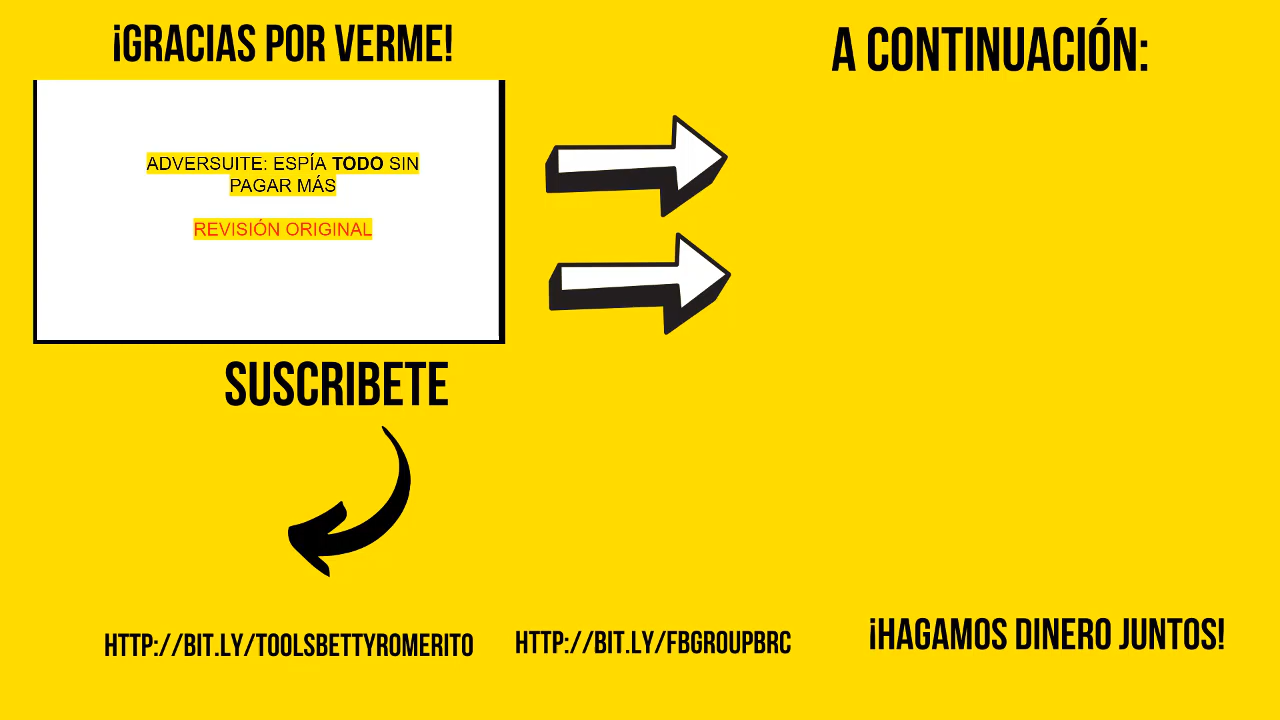 ¡GRACIAS POR VERME!
A CONTINUACIÓN:
ADVERSUITE: ESPÍA TODO SIN
PAGAR MÁS
REVISIÓN ORIGINAL
SUSCRIBETE
HTTP://BIT.LY/TOOLSBETTYROMERITO
HTTP://BIT.LY/FBGROUPBRC
¡HAGAMOS DINERO JUNTOS!